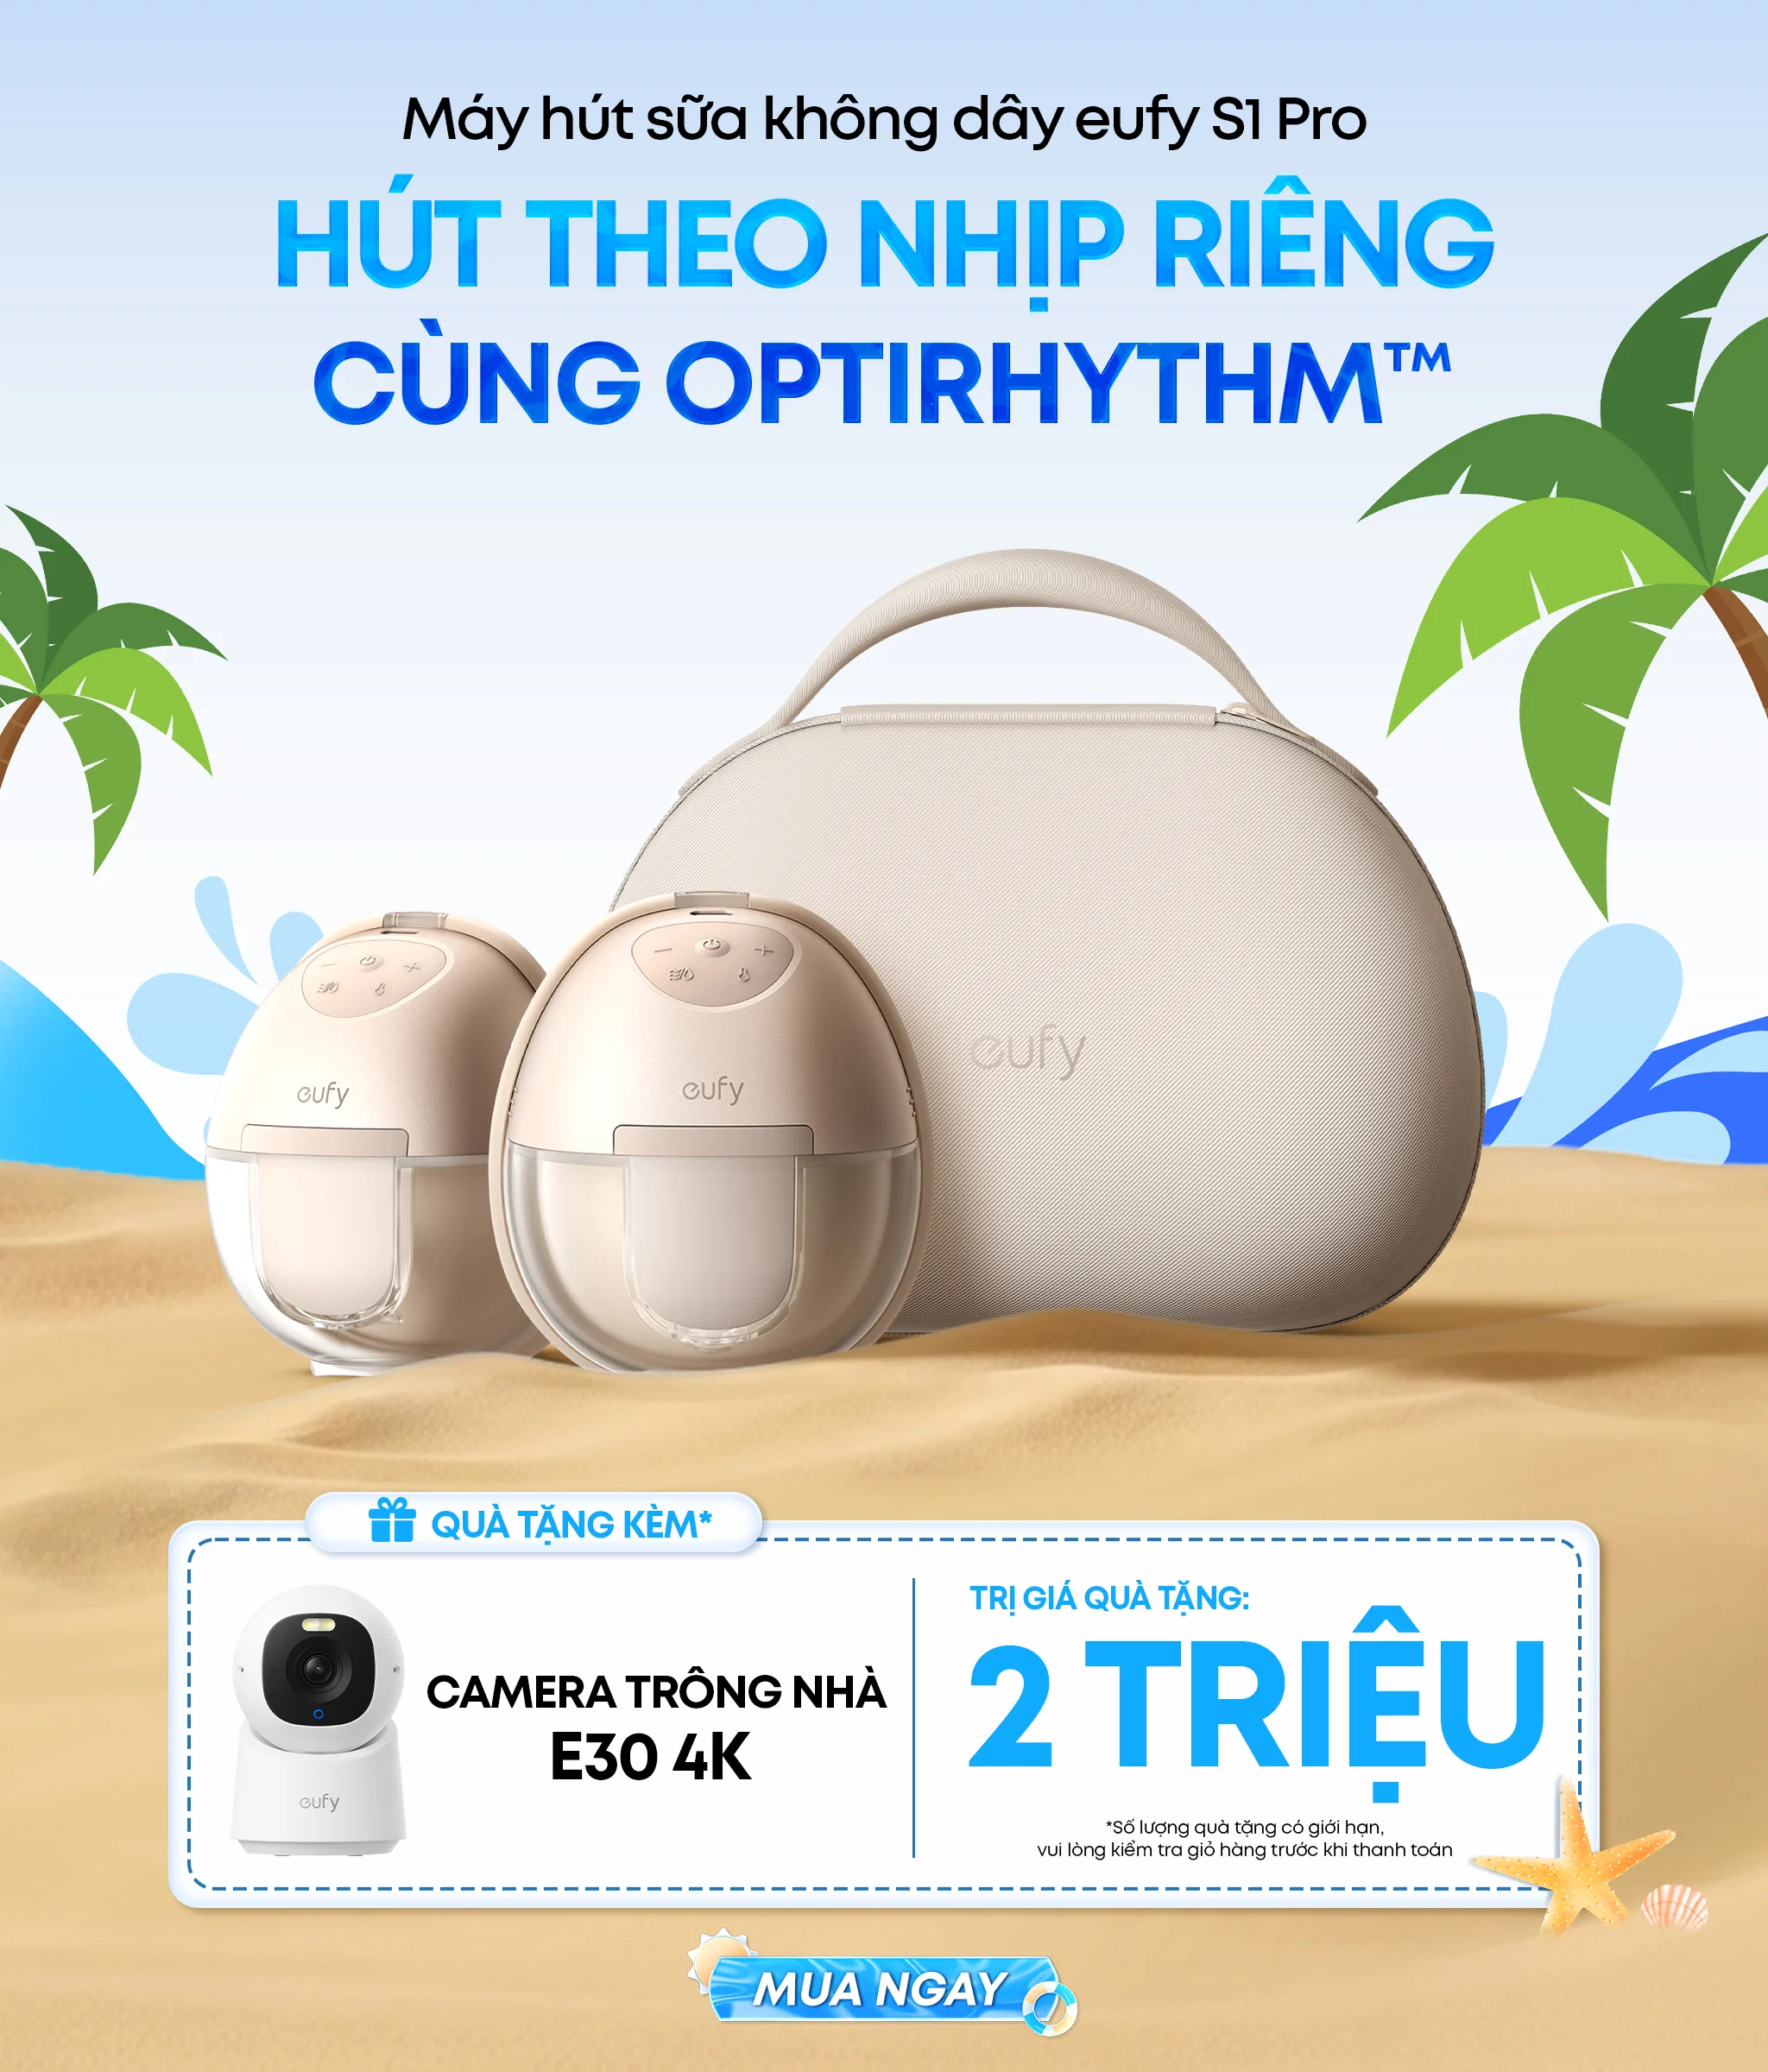 Máy hút sữa không dây eufy S1 Pro
HÚT THEO NHỊP RIÊNG
CÙNG OPTIRHYTHM™
eufy
eufy
eufy
QUÀ TẶNG KÈM*
CAMERA TRÔNG NHÀ
E30 4K
eufy
TRỊ GIÁ QUÀ TẶNG:
2 TRIỆU
*Số lượng quà tặng có giới hạn,
vui lòng kiểm tra giỏ hàng trước khi thanh toán
MUA NGAY